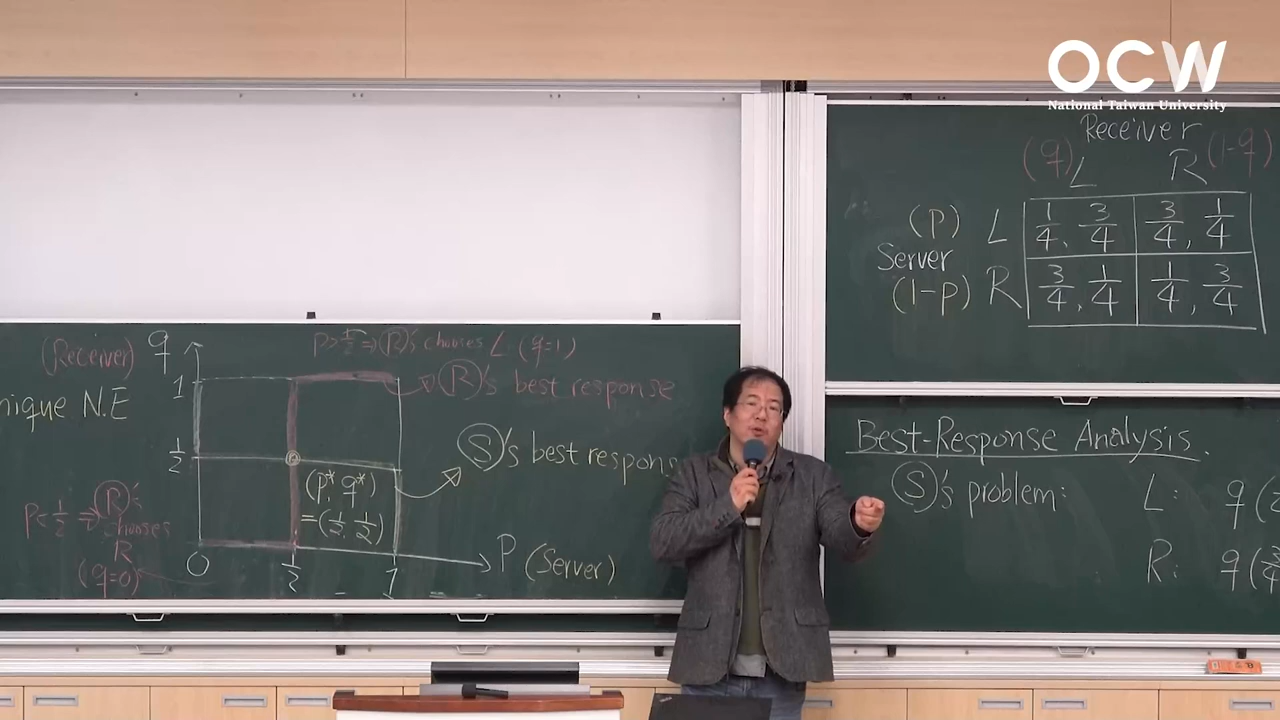 OCW
National Taiwan University
Receiver
(q) L R (1-q)
(p) L 1/4, 3/4 3/4, 1/4
Server
(1-p) R 3/4, 1/4 1/4, 3/4
(Receiver) q
p>1/2 ⇒ (R)'s chooses L (q=1)
1
(R)'s best response
nique N.E
1/2
(S)'s best respons
(p*, q*)
=(1/2, 1/2)
p<1/2 ⇒ (R)'s
chooses
R
(q=0)
0 1/2 1 P (Server)
Best-Response Analysis.
(S)'s problem: L: q(
R: q(3/4